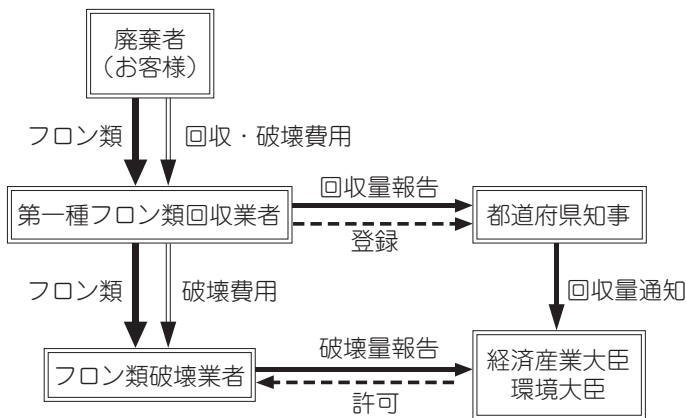 廃棄者
（お客様）
フロン類
回収・破壊費用
第一種フロン類回収業者
回収量報告
登録
都道府県知事
フロン類
破壊費用
回収量通知
フロン類破壊業者
破壊量報告
許可
経済産業大臣
環境大臣